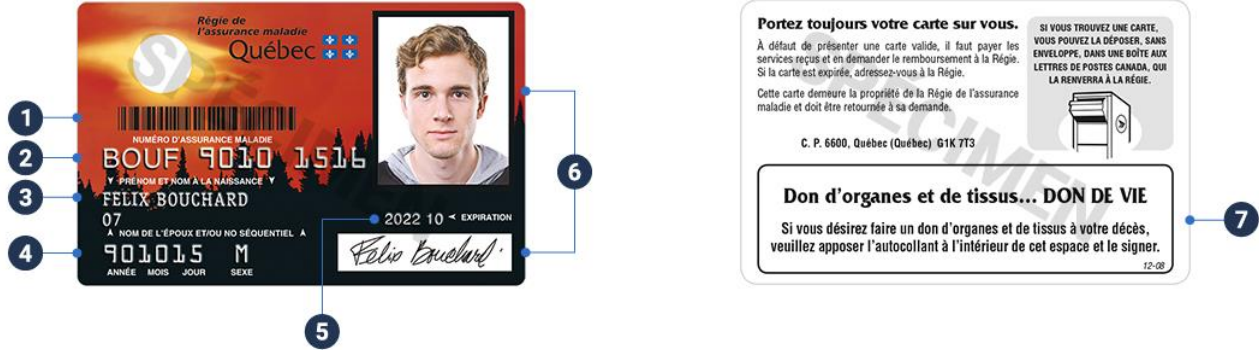 Régie de
l'assurance maladie
Québec
SPÉCIMEN
1
NUMÉRO D'ASSURANCE MALADIE
2
BOUF 9010 1516
PRÉNOM ET NOM À LA NAISSANCE
3
FELIX BOUCHARD
07
NOM DE L'ÉPOUX ET/OU NO SÉQUENTIEL
4
901015 M
ANNÉE MOIS JOUR SEXE
2022 10 EXPIRATION
Felix Bouchard
5
6
Portez toujours votre carte sur vous.
À défaut de présenter une carte valide, il faut payer les
services reçus et en demander le remboursement à la Régie.
Si la carte est expirée, adressez-vous à la Régie.
Cette carte demeure la propriété de la Régie de l'assurance
maladie et doit être retournée à sa demande.
C. P. 6600, Québec (Québec) G1K 7T3
SI VOUS TROUVEZ UNE CARTE,
VOUS POUVEZ LA DÉPOSER, SANS
ENVELOPPE, DANS UNE BOÎTE AUX
LETTRES DE POSTES CANADA, QUI
LA RENVERRA À LA RÉGIE.
SPÉCIMEN
Don d'organes et de tissus... DON DE VIE
Si vous désirez faire un don d'organes et de tissus à votre décès,
veuillez apposer l'autocollant à l'intérieur de cet espace et le signer.
12-08
7